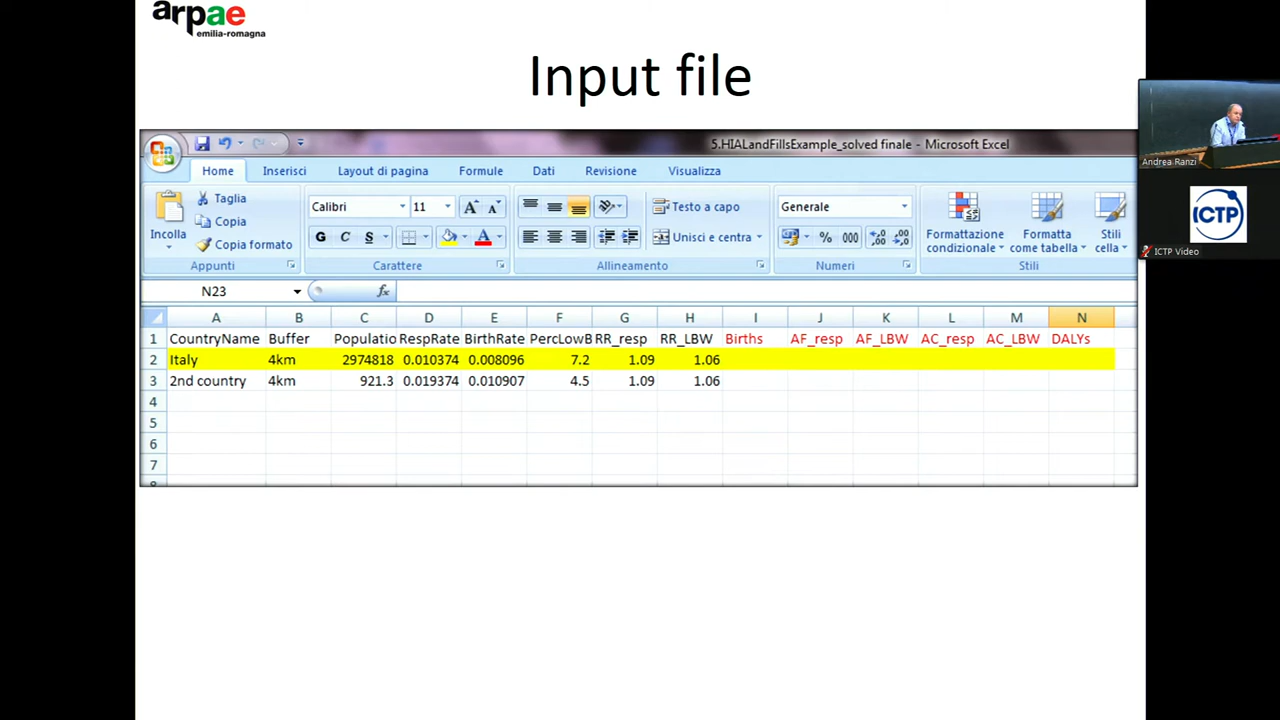 arpae
emilia-romagna
Input file
5.HIALandFillsExample_solved finale - Microsoft Excel
Andrea Ranzi
Home Inserisci Layout di pagina Formule Dati Revisione Visualizza
Incolla
Taglia
Copia
Copia formato
Appunti
Calibri 11 A A
G C S A
Carattere
Testo a capo
Unisci e centra
Allineamento
Generale
% 000 ,00 ,00
Numeri
Formattazione condizionale
Formatta come tabella
Stili cella
Stili
ICTP
ICTP Video
N23 fx
A B C D E F G H I J K L M N
1 CountryName Buffer Populatio RespRate BirthRate PercLowB RR_resp RR_LBW Births AF_resp AF_LBW AC_resp AC_LBW DALYs
2 Italy 4km 2974818 0.010374 0.008096 7.2 1.09 1.06
3 2nd country 4km 921.3 0.019374 0.010907 4.5 1.09 1.06
4
5
6
7
8